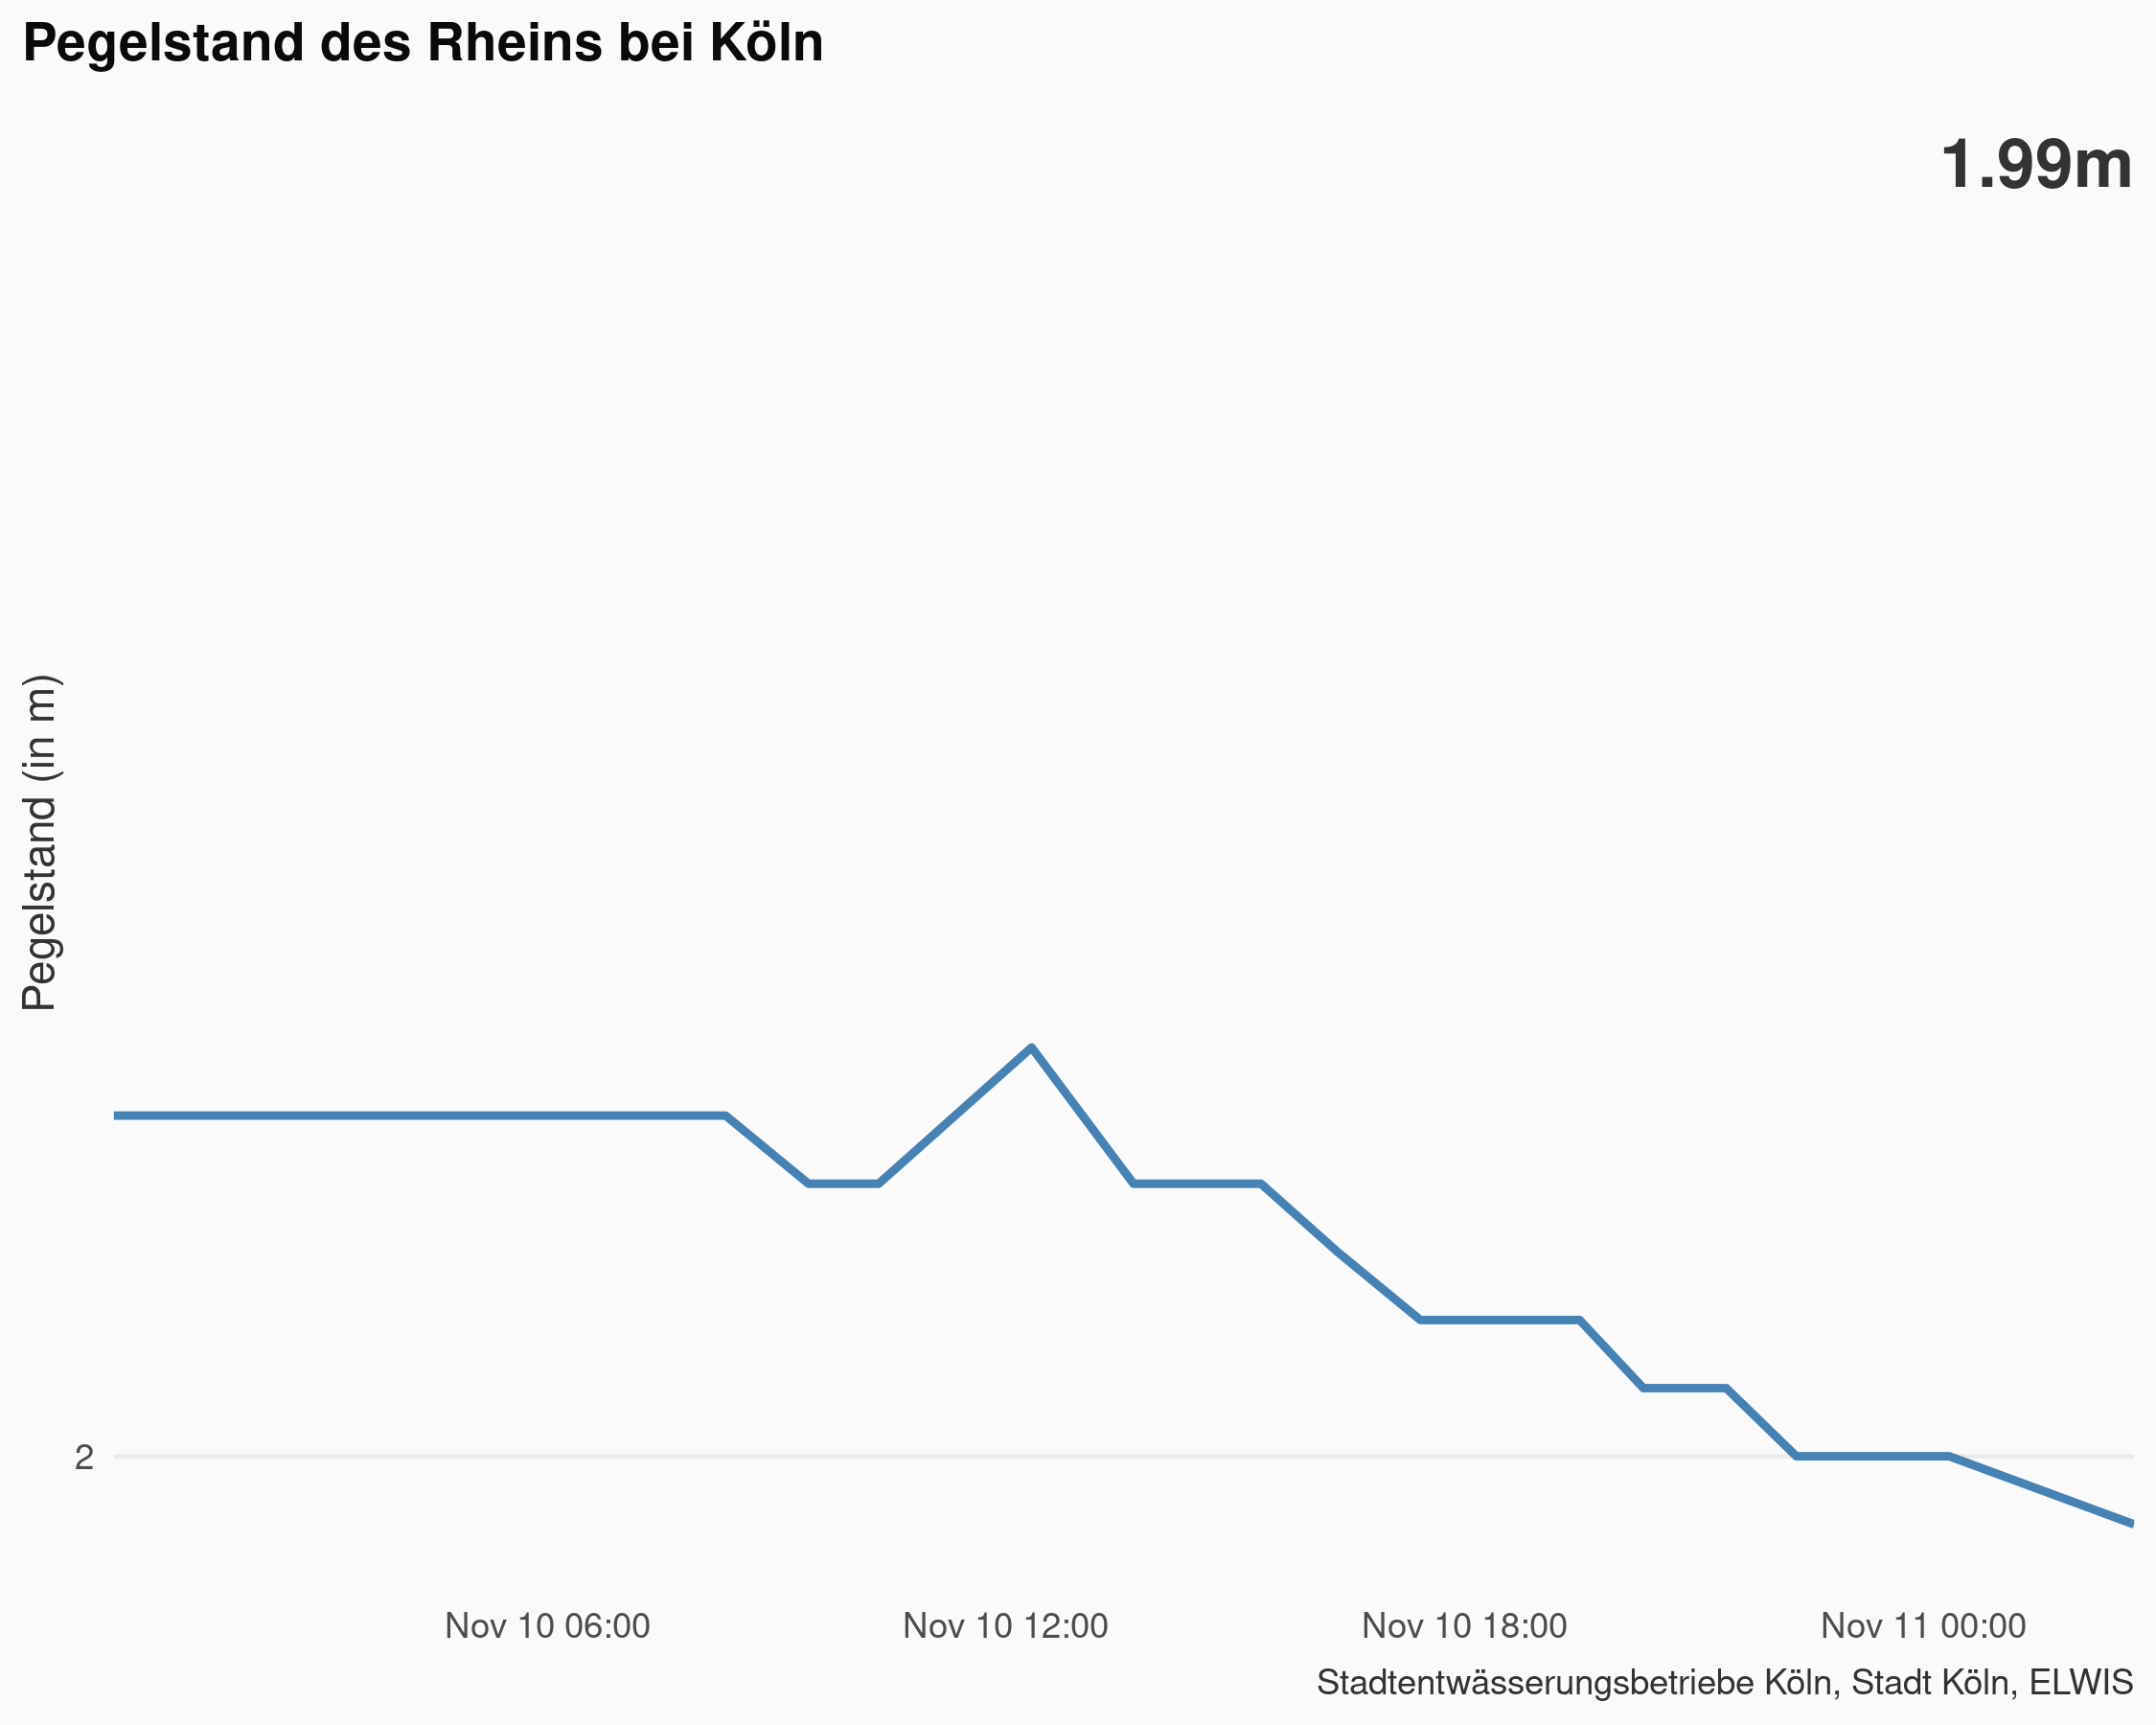 Pegelstand des Rheins bei Köln
1.99m
Pegelstand (in m)
2
Nov 10 06:00
Nov 10 12:00
Nov 10 18:00
Nov 11 00:00
Stadtentwässerungsbetriebe Köln, Stadt Köln, ELWIS